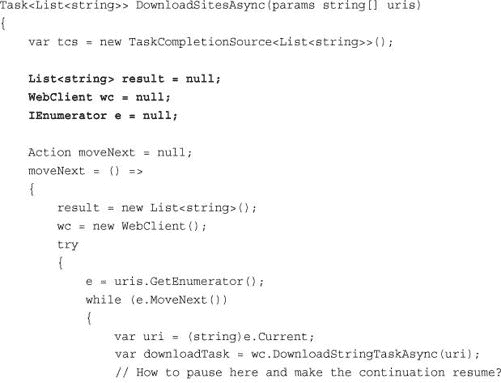 Task<List<string>> DownloadSitesAsync(params string[] uris)
{
    var tcs = new TaskCompletionSource<List<string>>();

    List<string> result = null;
    WebClient wc = null;
    IEnumerator e = null;

    Action moveNext = null;
    moveNext = () =>
    {
        result = new List<string>();
        wc = new WebClient();
        try
        {
            e = uris.GetEnumerator();
            while (e.MoveNext())
            {
                var uri = (string)e.Current;
                var downloadTask = wc.DownloadStringTaskAsync(uri);
                // How to pause here and make the continuation resume?